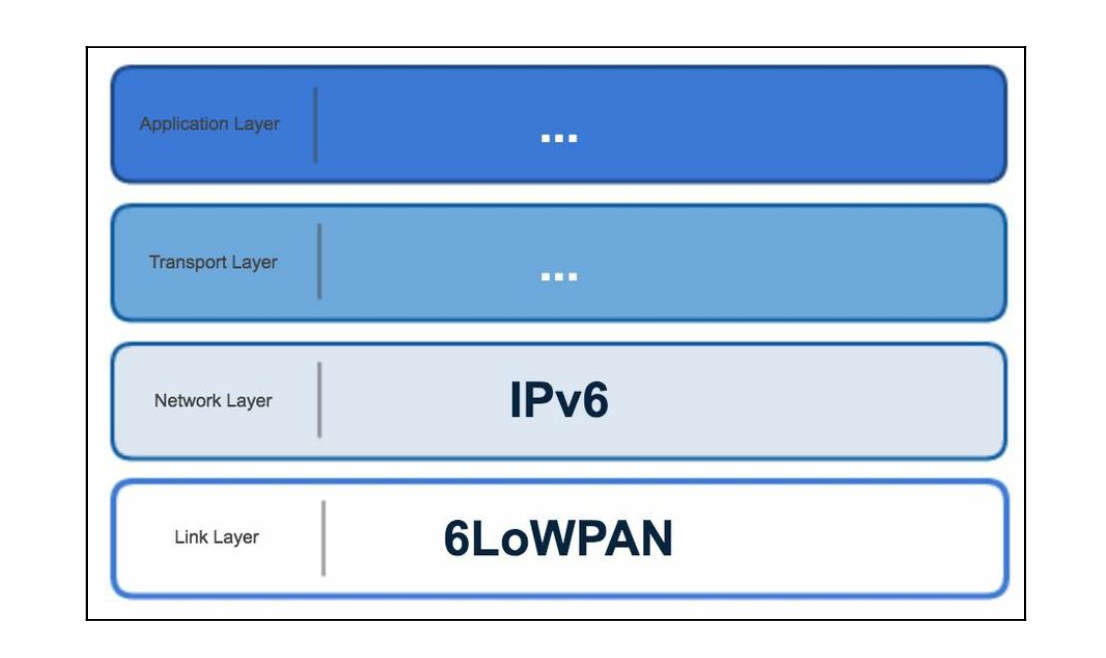 Application Layer
...
Transport Layer
...
Network Layer
IPv6
Link Layer
6LoWPAN